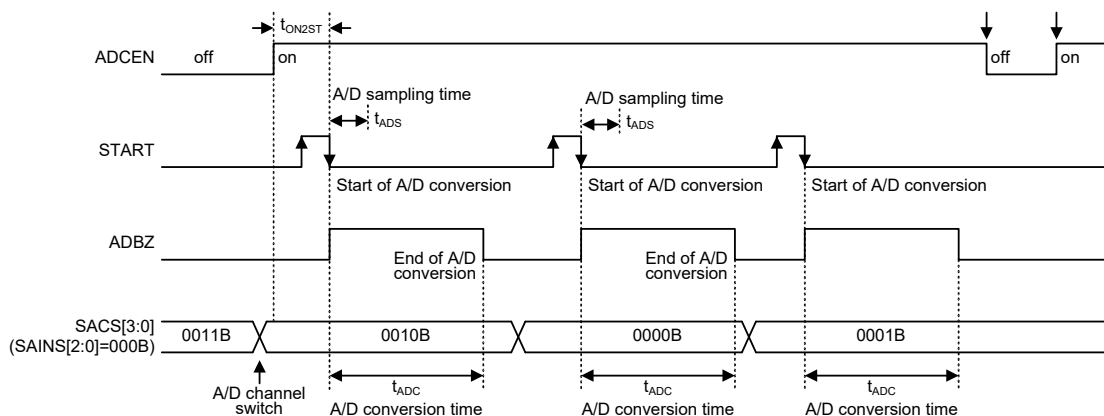 tON2ST
ADCEN
off
on
off
on
A/D sampling time
tADS
A/D sampling time
tADS
START
Start of A/D conversion
Start of A/D conversion
Start of A/D conversion
ADBZ
End of A/D
conversion
End of A/D
conversion
SACS[3:0]
(SAINS[2:0]=000B)
0011B
0010B
0000B
0001B
A/D channel
switch
tADC
A/D conversion time
tADC
A/D conversion time
tADC
A/D conversion time